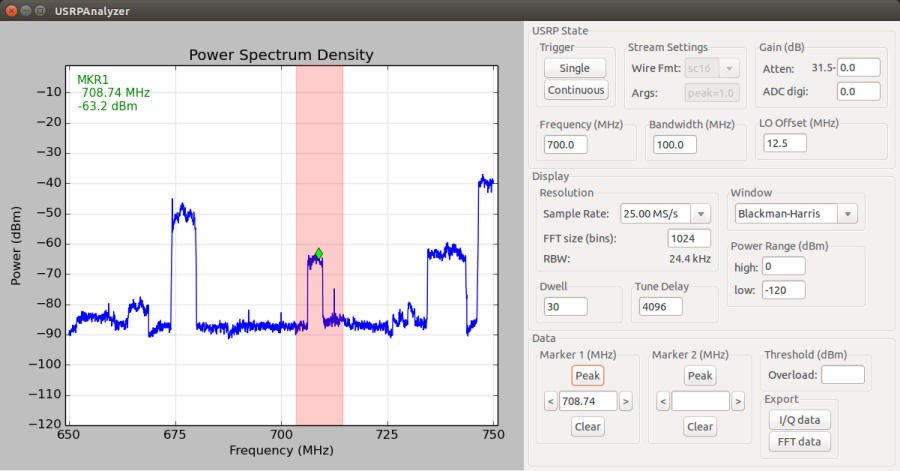 USRPAnalyzer
Power Spectrum Density
MKR1
708.74 MHz
-63.2 dBm
−10
−20
−30
−40
−50
−60
−70
−80
−90
−100
−110
−120
650
675
700
725
750
Power (dBm)
Frequency (MHz)
USRP State
Trigger
Single
Continuous
Stream Settings
Wire Fmt: sc16
Args: peak=1.0
Gain (dB)
Atten: 31.5- 0.0
ADC digi: 0.0
Frequency (MHz)
700.0
Bandwidth (MHz)
100.0
LO Offset (MHz)
12.5
Display
Resolution
Sample Rate: 25.00 MS/s
FFT size (bins): 1024
RBW: 24.4 kHz
Window
Blackman-Harris
Power Range (dBm)
high: 0
low: -120
Dwell
30
Tune Delay
4096
Data
Marker 1 (MHz)
Peak
< 708.74 >
Clear
Marker 2 (MHz)
Peak
< >
Clear
Threshold (dBm)
Overload:
Export
I/Q data
FFT data